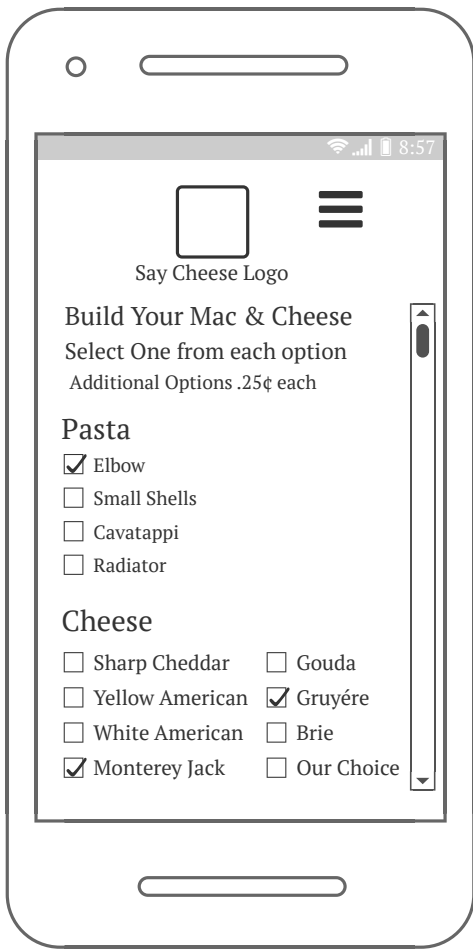 8:57
Say Cheese Logo
Build Your Mac & Cheese
Select One from each option
Additional Options .25¢ each
Pasta
Elbow
Small Shells
Cavatappi
Radiator
Cheese
Sharp Cheddar
Gouda
Yellow American
Gruyére
White American
Brie
Monterey Jack
Our Choice